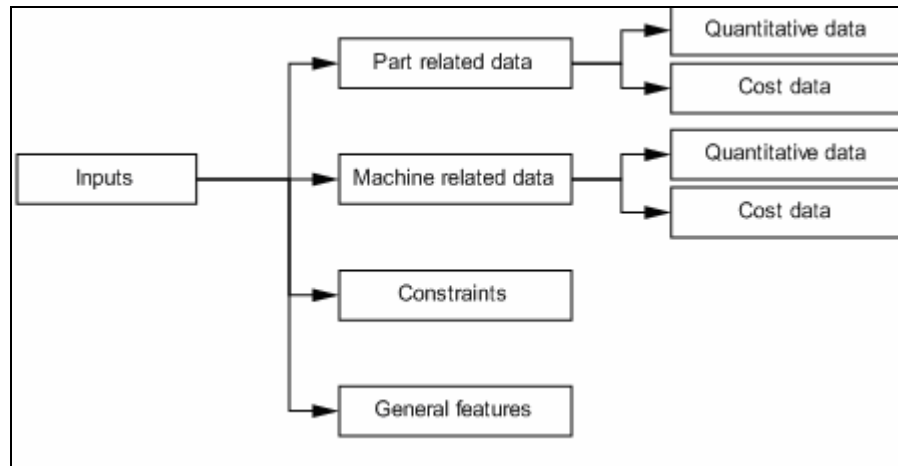 Quantitative data
Part related data
Cost data
Quantitative data
Inputs
Machine related data
Cost data
Constraints
General features